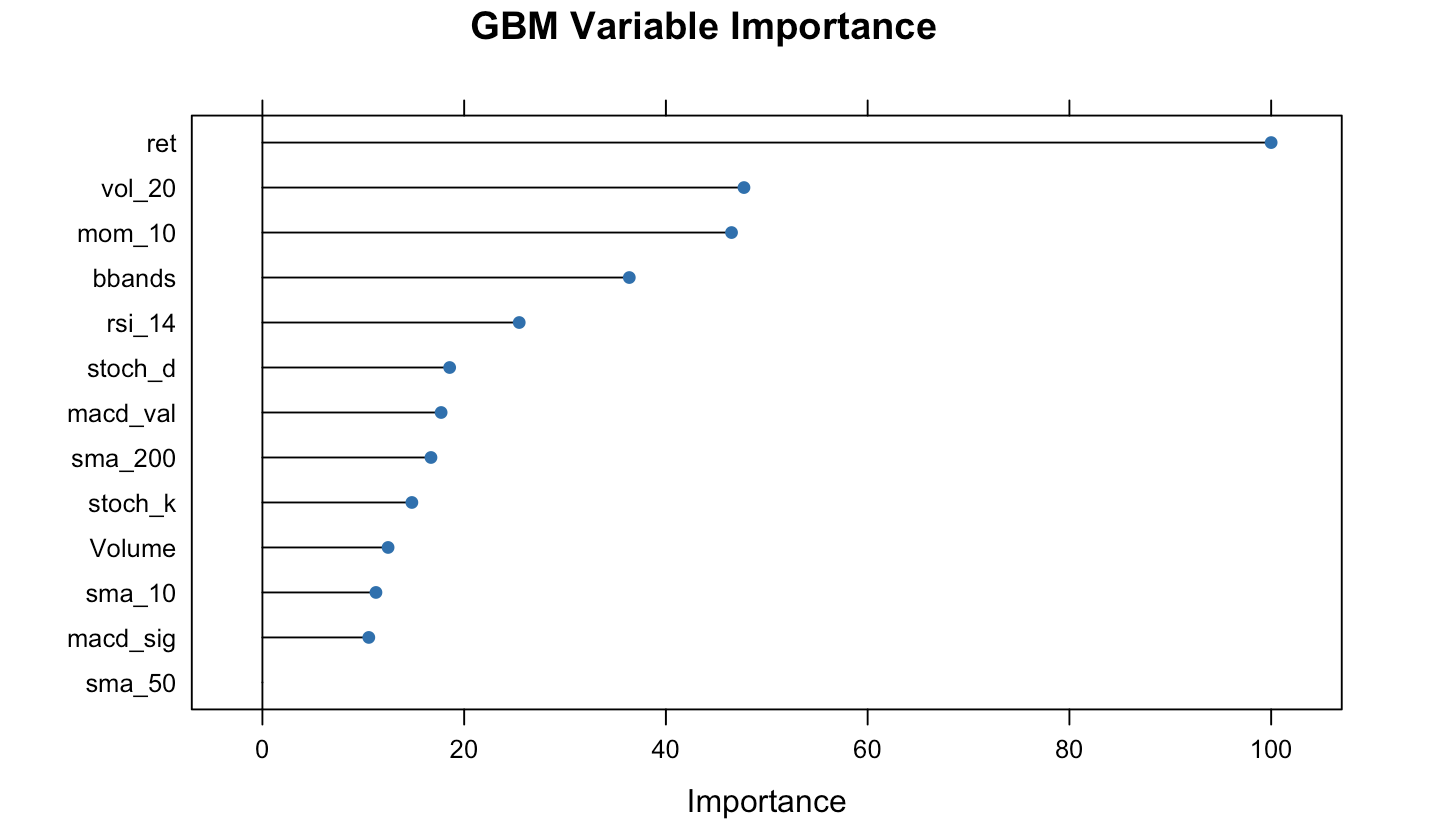 GBM Variable Importance
ret
vol_20
mom_10
bbands
rsi_14
stoch_d
macd_val
sma_200
stoch_k
Volume
sma_10
macd_sig
sma_50
0 20 40 60 80 100
Importance